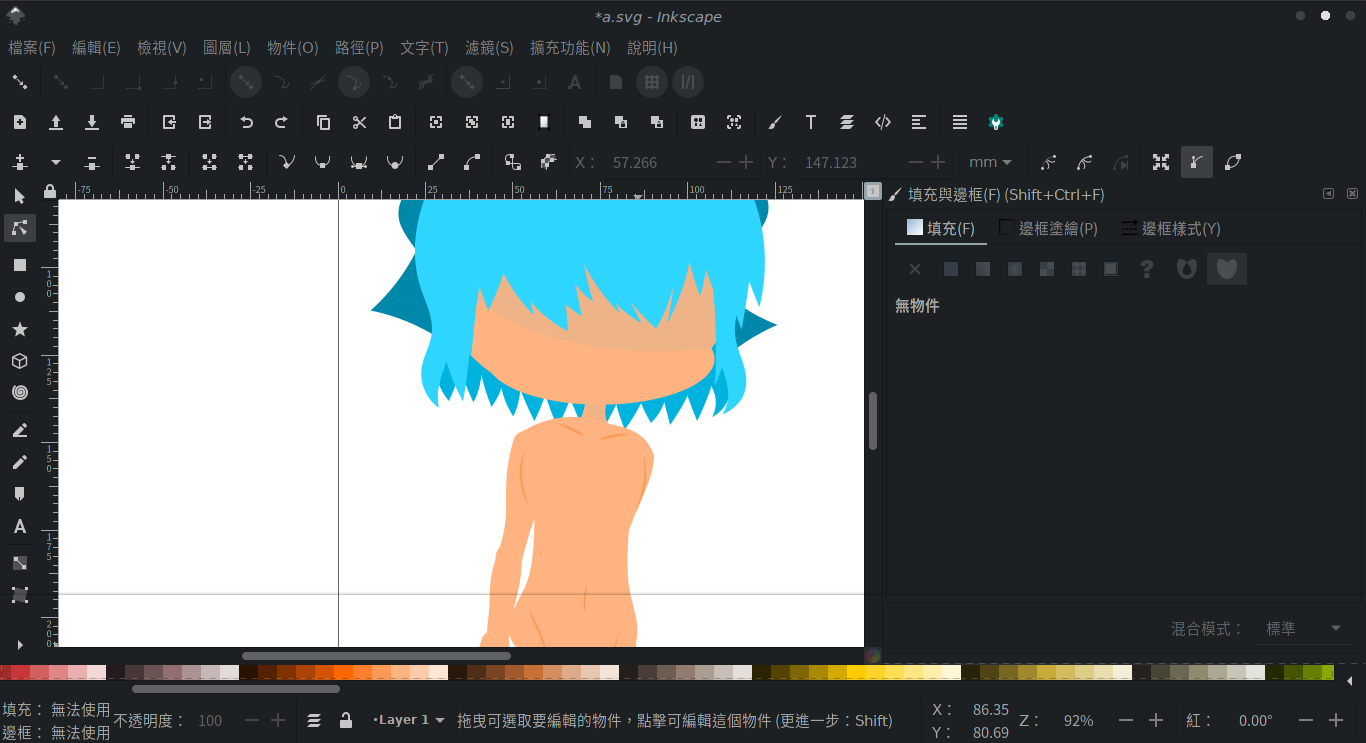 *a.svg - Inkscape
檔案(F) 編輯(E) 檢視(V) 圖層(L) 物件(O) 路徑(P) 文字(T) 濾鏡(S) 擴充功能(N) 說明(H)
X： 57.266 Y： 147.123 mm
-75 -50 -25 0 25 50 75 100 125
1
填充與邊框(F) (Shift+Ctrl+F)
填充(F) 邊框塗繪(P) 邊框樣式(Y)
無物件
100
125
150
175
200
混合模式： 標準
填充： 無法使用
邊框： 無法使用
不透明度： 100
•Layer 1
拖曳可選取要編輯的物件，點擊可編輯這個物件 (更進一步：Shift)
X： 86.35
Y： 80.69
Z： 92%
紅： 0.00°